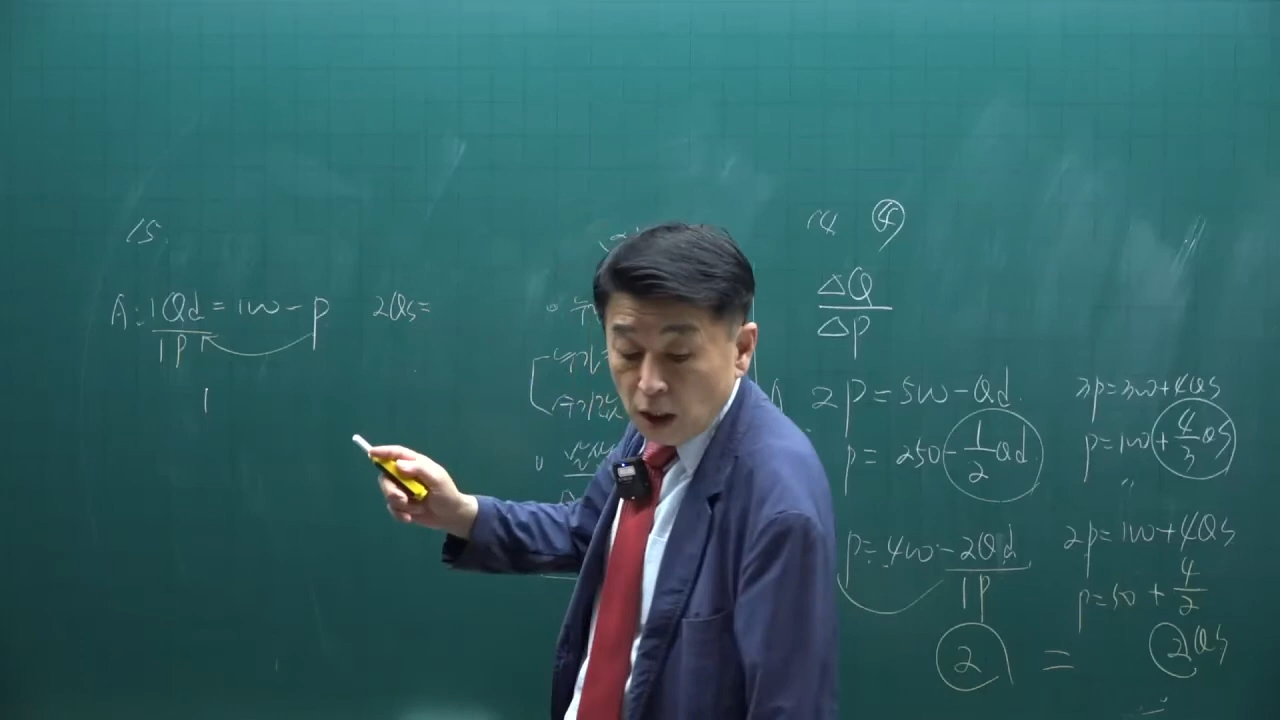 15.
A: 1Qd = 100 - P 2Qs =
1P
1
14 ④
ΔQ
ΔP
2P = 500 - Qd
P = 250 - 1/2 Qd
P = 400 - 2Qd
1P
2 =
3P = 300 + 4Qs
P = 100 + 4/3 Qs
2P = 100 + 4Qs
P = 50 + 4/2
2Qs